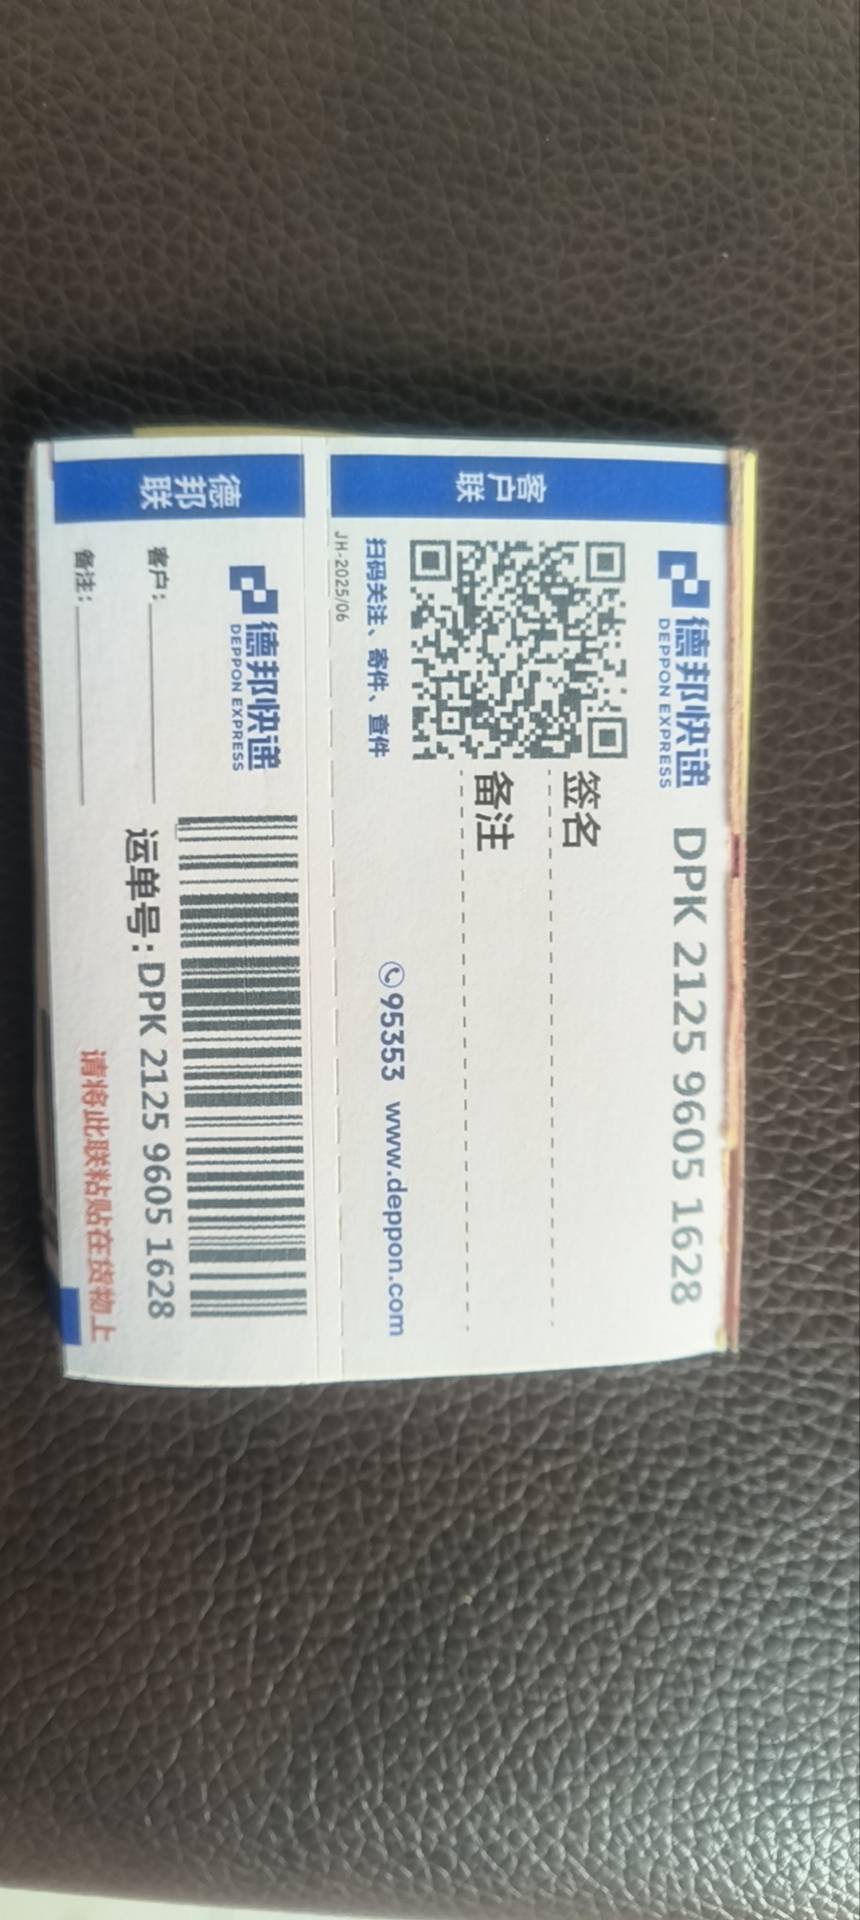 客户联
德邦快递
DEPPON EXPRESS
DPK 2125 9605 1628
签名
备注
扫码关注、寄件、查件
95353 www.deppon.com
JH-2025/06
德邦联
德邦快递
DEPPON EXPRESS
客户:
备注:
运单号: DPK 2125 9605 1628
请将此联粘贴在货物上